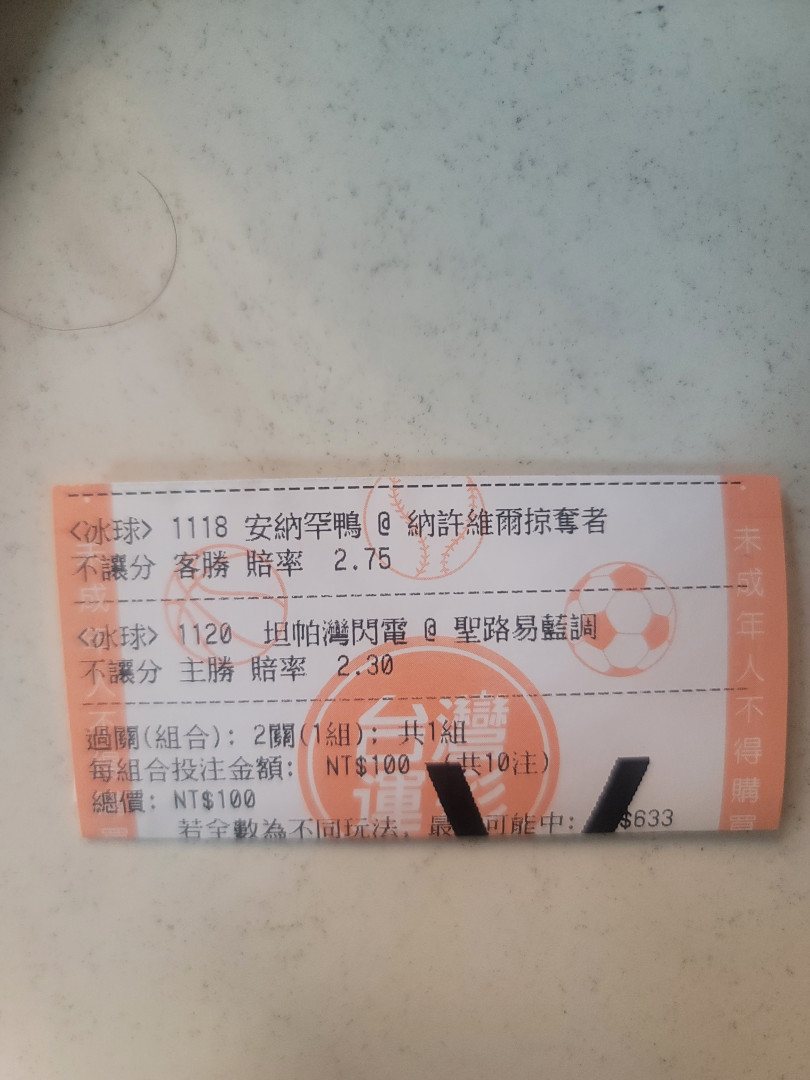 <冰球> 1118 安納罕鴨 @ 納許維爾掠奪者
不讓分 客勝 賠率 2.75
<冰球> 1120 坦帕灣閃電 @ 聖路易藍調
不讓分 主勝 賠率 2.30
過關(組合): 2關(1組); 共1組
每組合投注金額: NT$100 (共10注)
總價: NT$100
若全數為不同玩法, 最 可能中: $633
台灣
運彩
未成年人不得購買